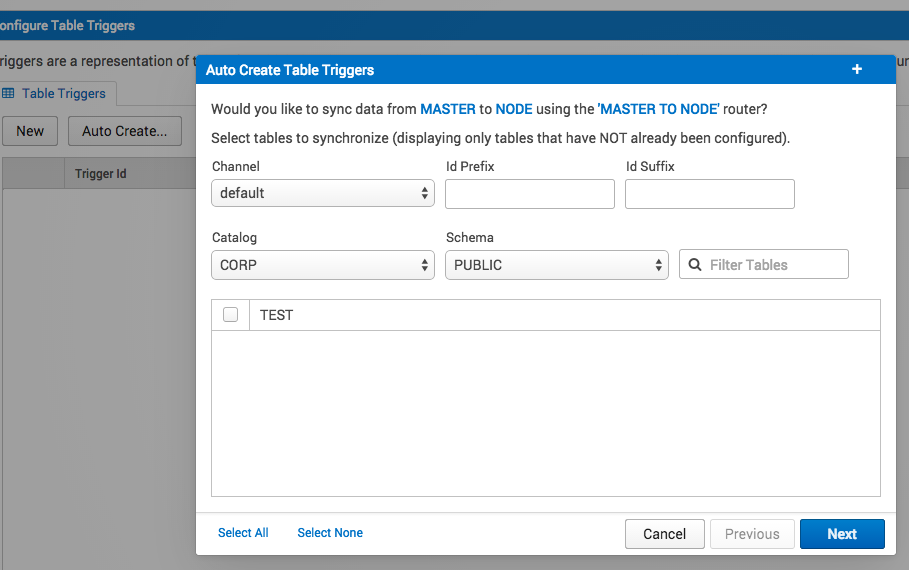 onfigure Table Triggers
riggers are a representation of t
Table Triggers
New
Auto Create...
Trigger Id
Auto Create Table Triggers
+
Would you like to sync data from MASTER to NODE using the 'MASTER TO NODE' router?
Select tables to synchronize (displaying only tables that have NOT already been configured).
Channel
Id Prefix
Id Suffix
default
Catalog
Schema
CORP
PUBLIC
Filter Tables
TEST
Select All
Select None
Cancel
Previous
Next